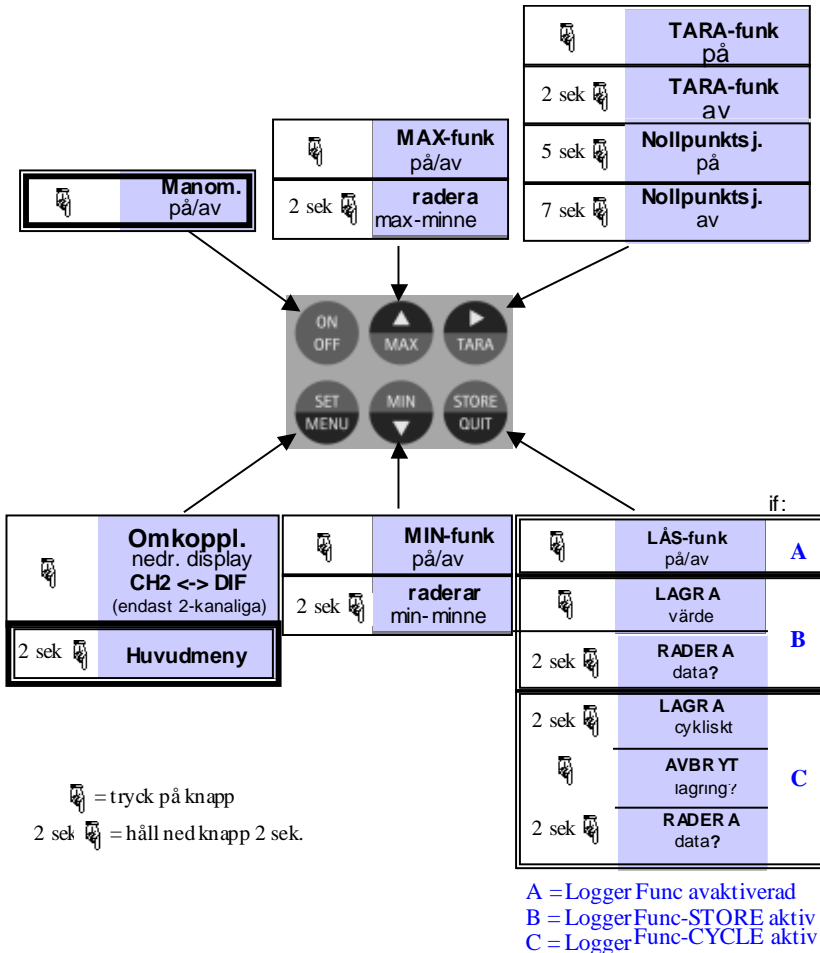 TARA-funk
på
2 sek
TARA-funk
av
5 sek
Nollpunktsj.
på
7 sek
Nollpunktsj.
av
MAX-funk
på/av
2 sek
radera
max-minne
Manom.
på/av
ON
OFF
MAX
TARA
SET
MENU
MIN
STORE
QUIT
Omkoppl.
nedr. display
CH2 <-> DIF
(endast 2-kanaliga)
2 sek
Huvudmeny
MIN-funk
på/av
2 sek
raderar
min-minne
if:
LÅS-funk
på/av
A
LAGRA
värde
2 sek
RADERA
data?
B
2 sek
LAGRA
cykliskt
AVBRYT
lagring?
2 sek
RADERA
data?
C
= tryck på knapp
2 sek = håll ned knapp 2 sek.
A = Logger Func avaktiverad
B = Logger Func-STORE aktiv
C = Logger Func-CYCLE aktiv